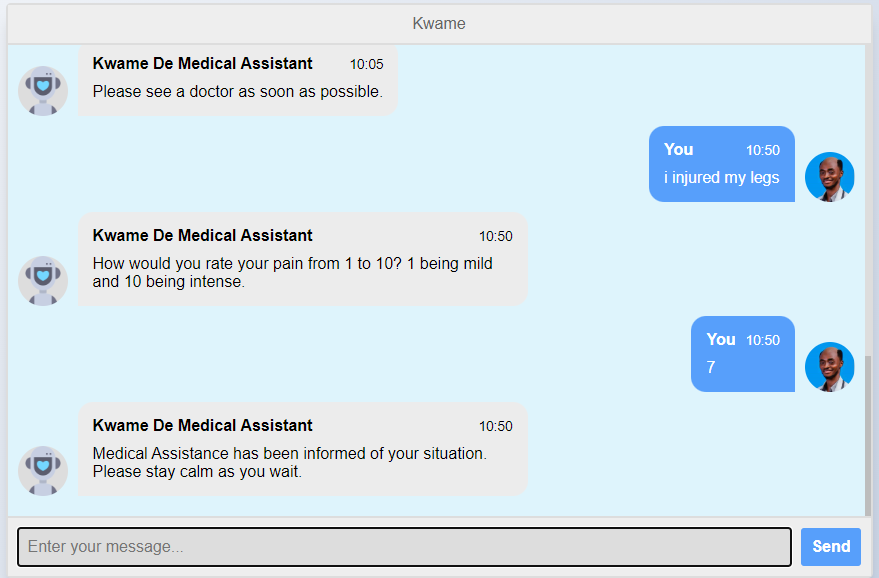 Kwame
Kwame De Medical Assistant 10:05
Please see a doctor as soon as possible.
You 10:50
i injured my legs
Kwame De Medical Assistant 10:50
How would you rate your pain from 1 to 10? 1 being mild
and 10 being intense.
You 10:50
7
Kwame De Medical Assistant 10:50
Medical Assistance has been informed of your situation.
Please stay calm as you wait.
Enter your message...
Send